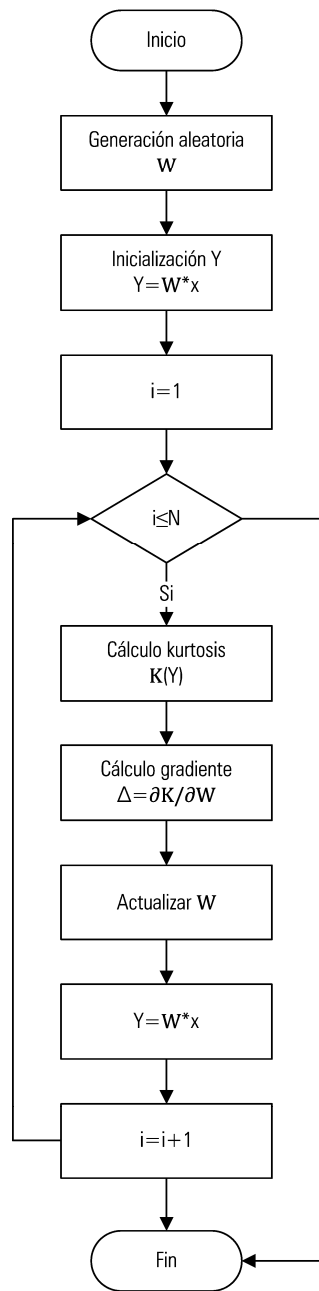 Inicio
Generación aleatoria
W
Inicialización Y
Y=W*x
i=1
i≤N
Si
Cálculo kurtosis
K(Y)
Cálculo gradiente
Δ=∂K/∂W
Actualizar W
Y=W*x
i=i+1
Fin